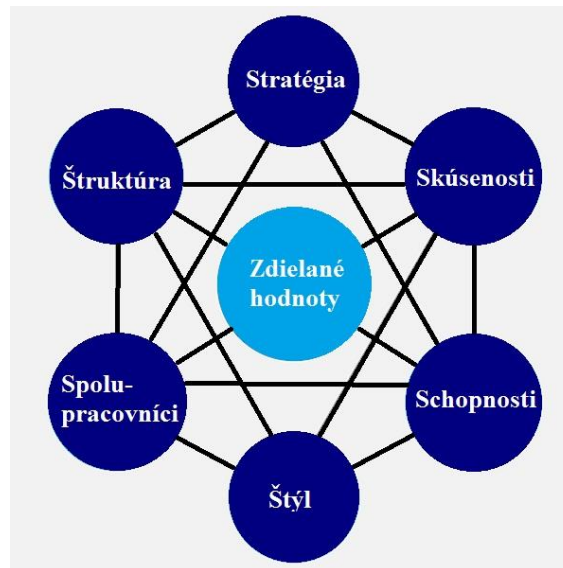 Stratégia
Štruktúra
Skúsenosti
Zdielané
hodnoty
Spolu-
pracovníci
Schopnosti
Štýl